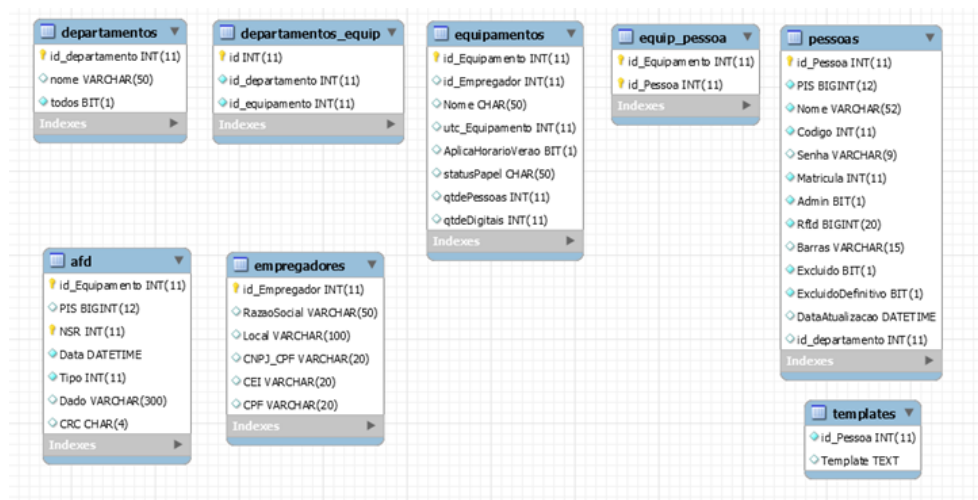 departamentos
id_departamento INT(11)
nome VARCHAR(50)
todos BIT(1)
Indexes
departamentos_equip
id INT(11)
id_departamento INT(11)
id_equipamento INT(11)
Indexes
equipamentos
id_Equipamento INT(11)
id_Empregador INT(11)
Nome CHAR(50)
utc_Equipamento INT(11)
AplicaHorarioVerao BIT(1)
statusPapel CHAR(50)
qtdePessoas INT(11)
qtdeDigitais INT(11)
Indexes
equip_pessoa
id_Equipamento INT(11)
id_Pessoa INT(11)
Indexes
pessoas
id_Pessoa INT(11)
PIS BIGINT(12)
Nome VARCHAR(52)
Codigo INT(11)
Senha VARCHAR(9)
Matricula INT(11)
Admin BIT(1)
RfId BIGINT(20)
Barras VARCHAR(15)
Excluido BIT(1)
ExcluidoDefinitivo BIT(1)
DataAtualizacao DATETIME
id_departamento INT(11)
Indexes
afd
id_Equipamento INT(11)
PIS BIGINT(12)
NSR INT(11)
Data DATETIME
Tipo INT(11)
Dado VARCHAR(300)
CRC CHAR(4)
Indexes
empregadores
id_Empregador INT(11)
RazaoSocial VARCHAR(50)
Local VARCHAR(100)
CNPJ_CPF VARCHAR(20)
CEI VARCHAR(20)
CPF VARCHAR(20)
Indexes
templates
id_Pessoa INT(11)
Template TEXT